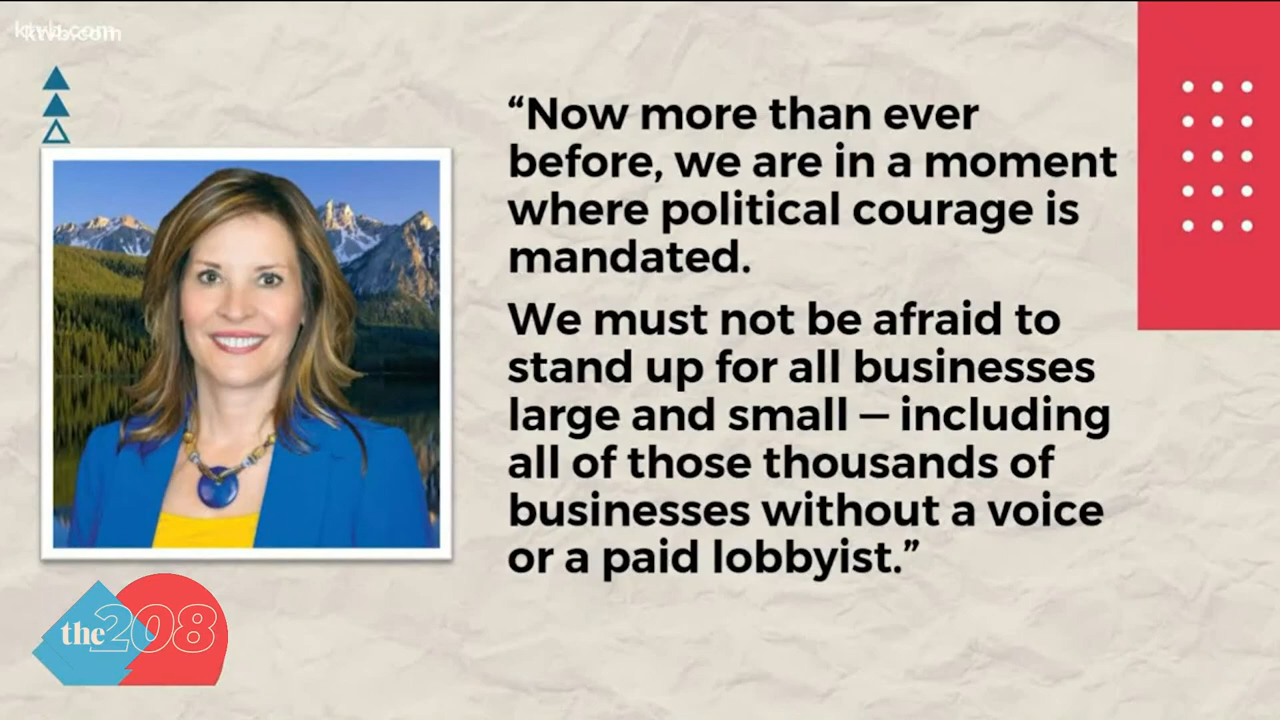 ktvb.com
“Now more than ever
before, we are in a moment
where political courage is
mandated.
We must not be afraid to
stand up for all businesses
large and small — including
all of those thousands of
businesses without a voice
or a paid lobbyist.”
the208